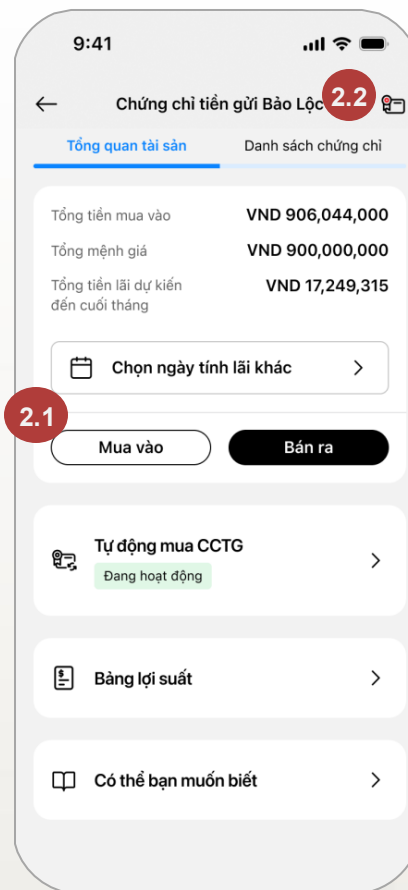 9:41
Chứng chỉ tiền gửi Bảo Lộc
2.2
Tổng quan tài sản
Danh sách chứng chỉ
Tổng tiền mua vào VND 906,044,000
Tổng mệnh giá VND 900,000,000
Tổng tiền lãi dự kiến VND 17,249,315
đến cuối tháng
Chọn ngày tính lãi khác
2.1
Mua vào
Bán ra
Tự động mua CCTG
Đang hoạt động
Bảng lợi suất
Có thể bạn muốn biết